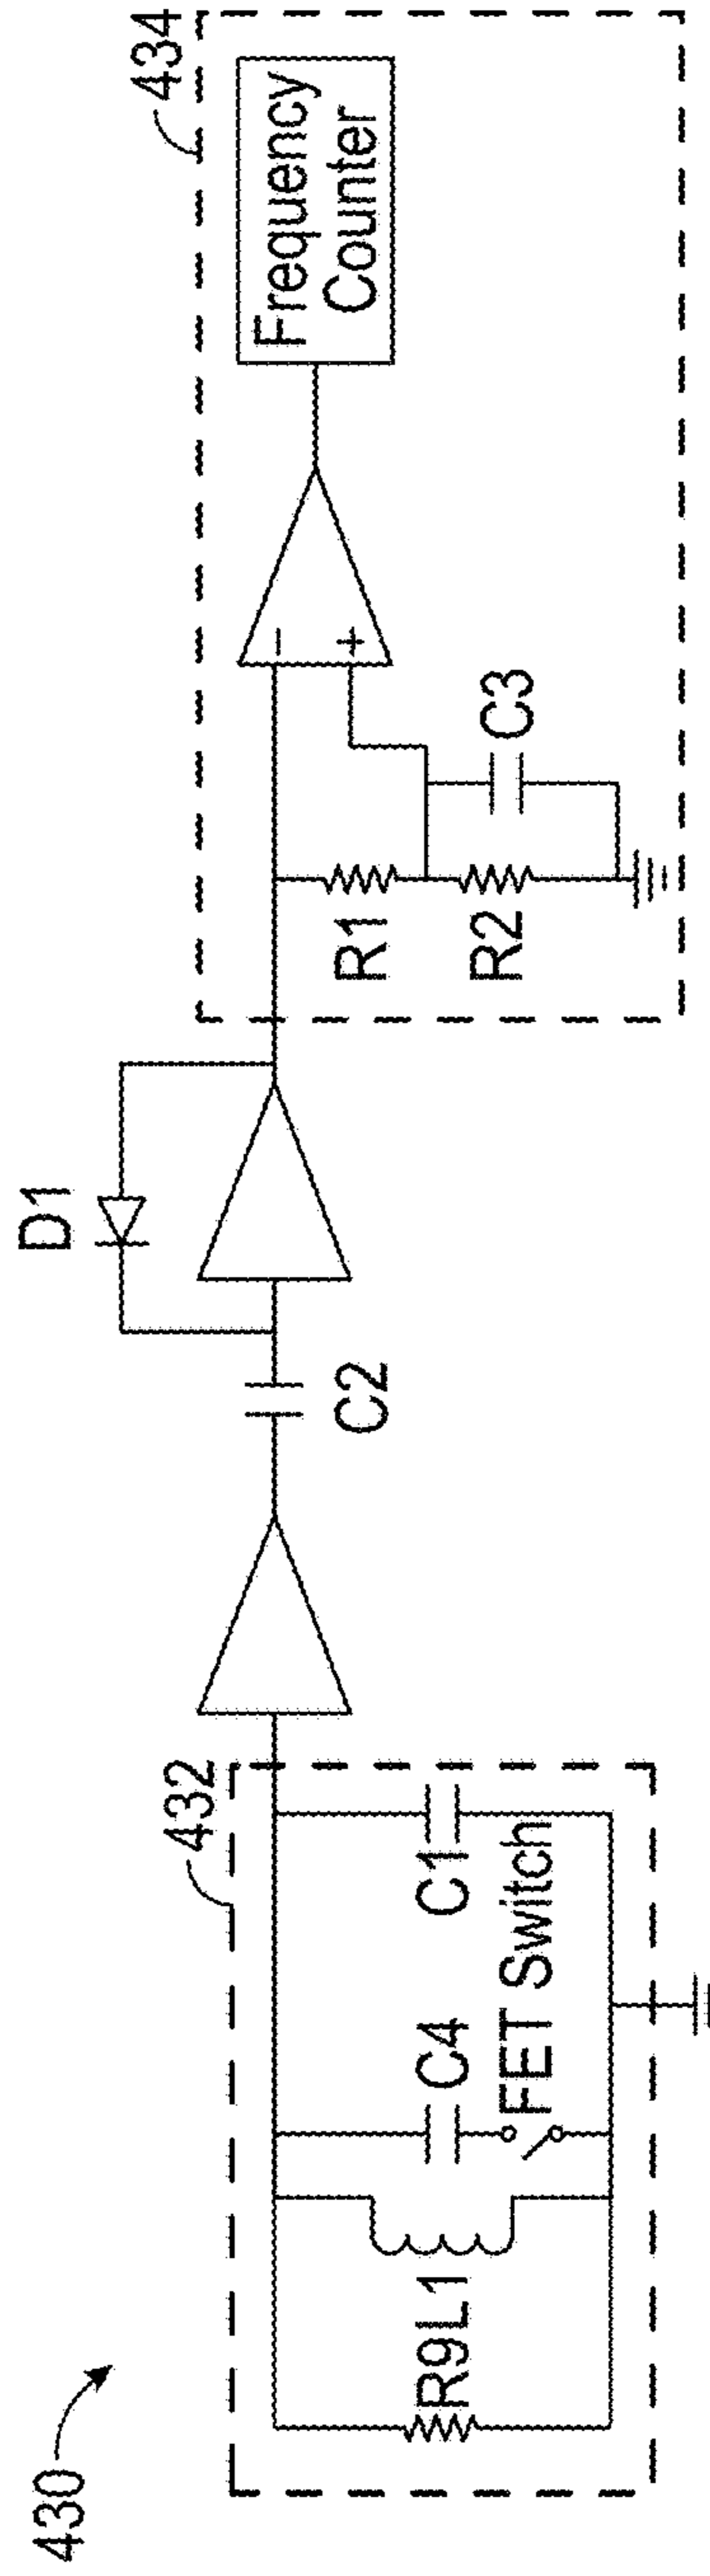 430
432
R9
L1
C4
FET Switch
C1
C2
D1
434
R1
R2
C3
−
+
Frequency
Counter